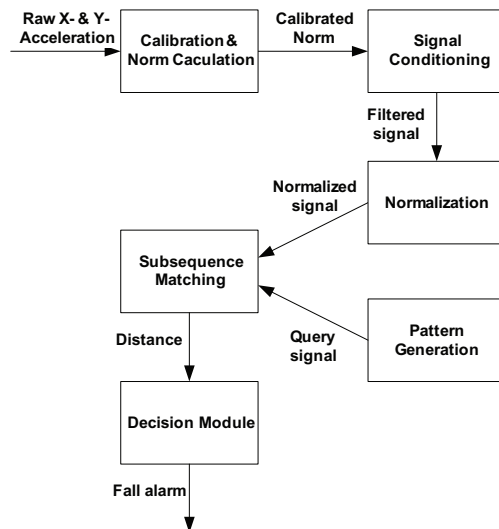 Raw X- & Y-
Acceleration
Calibration &
Norm Caculation
Calibrated
Norm
Signal
Conditioning
Filtered
signal
Normalized
signal
Normalization
Subsequence
Matching
Distance
Query
signal
Pattern
Generation
Decision Module
Fall alarm